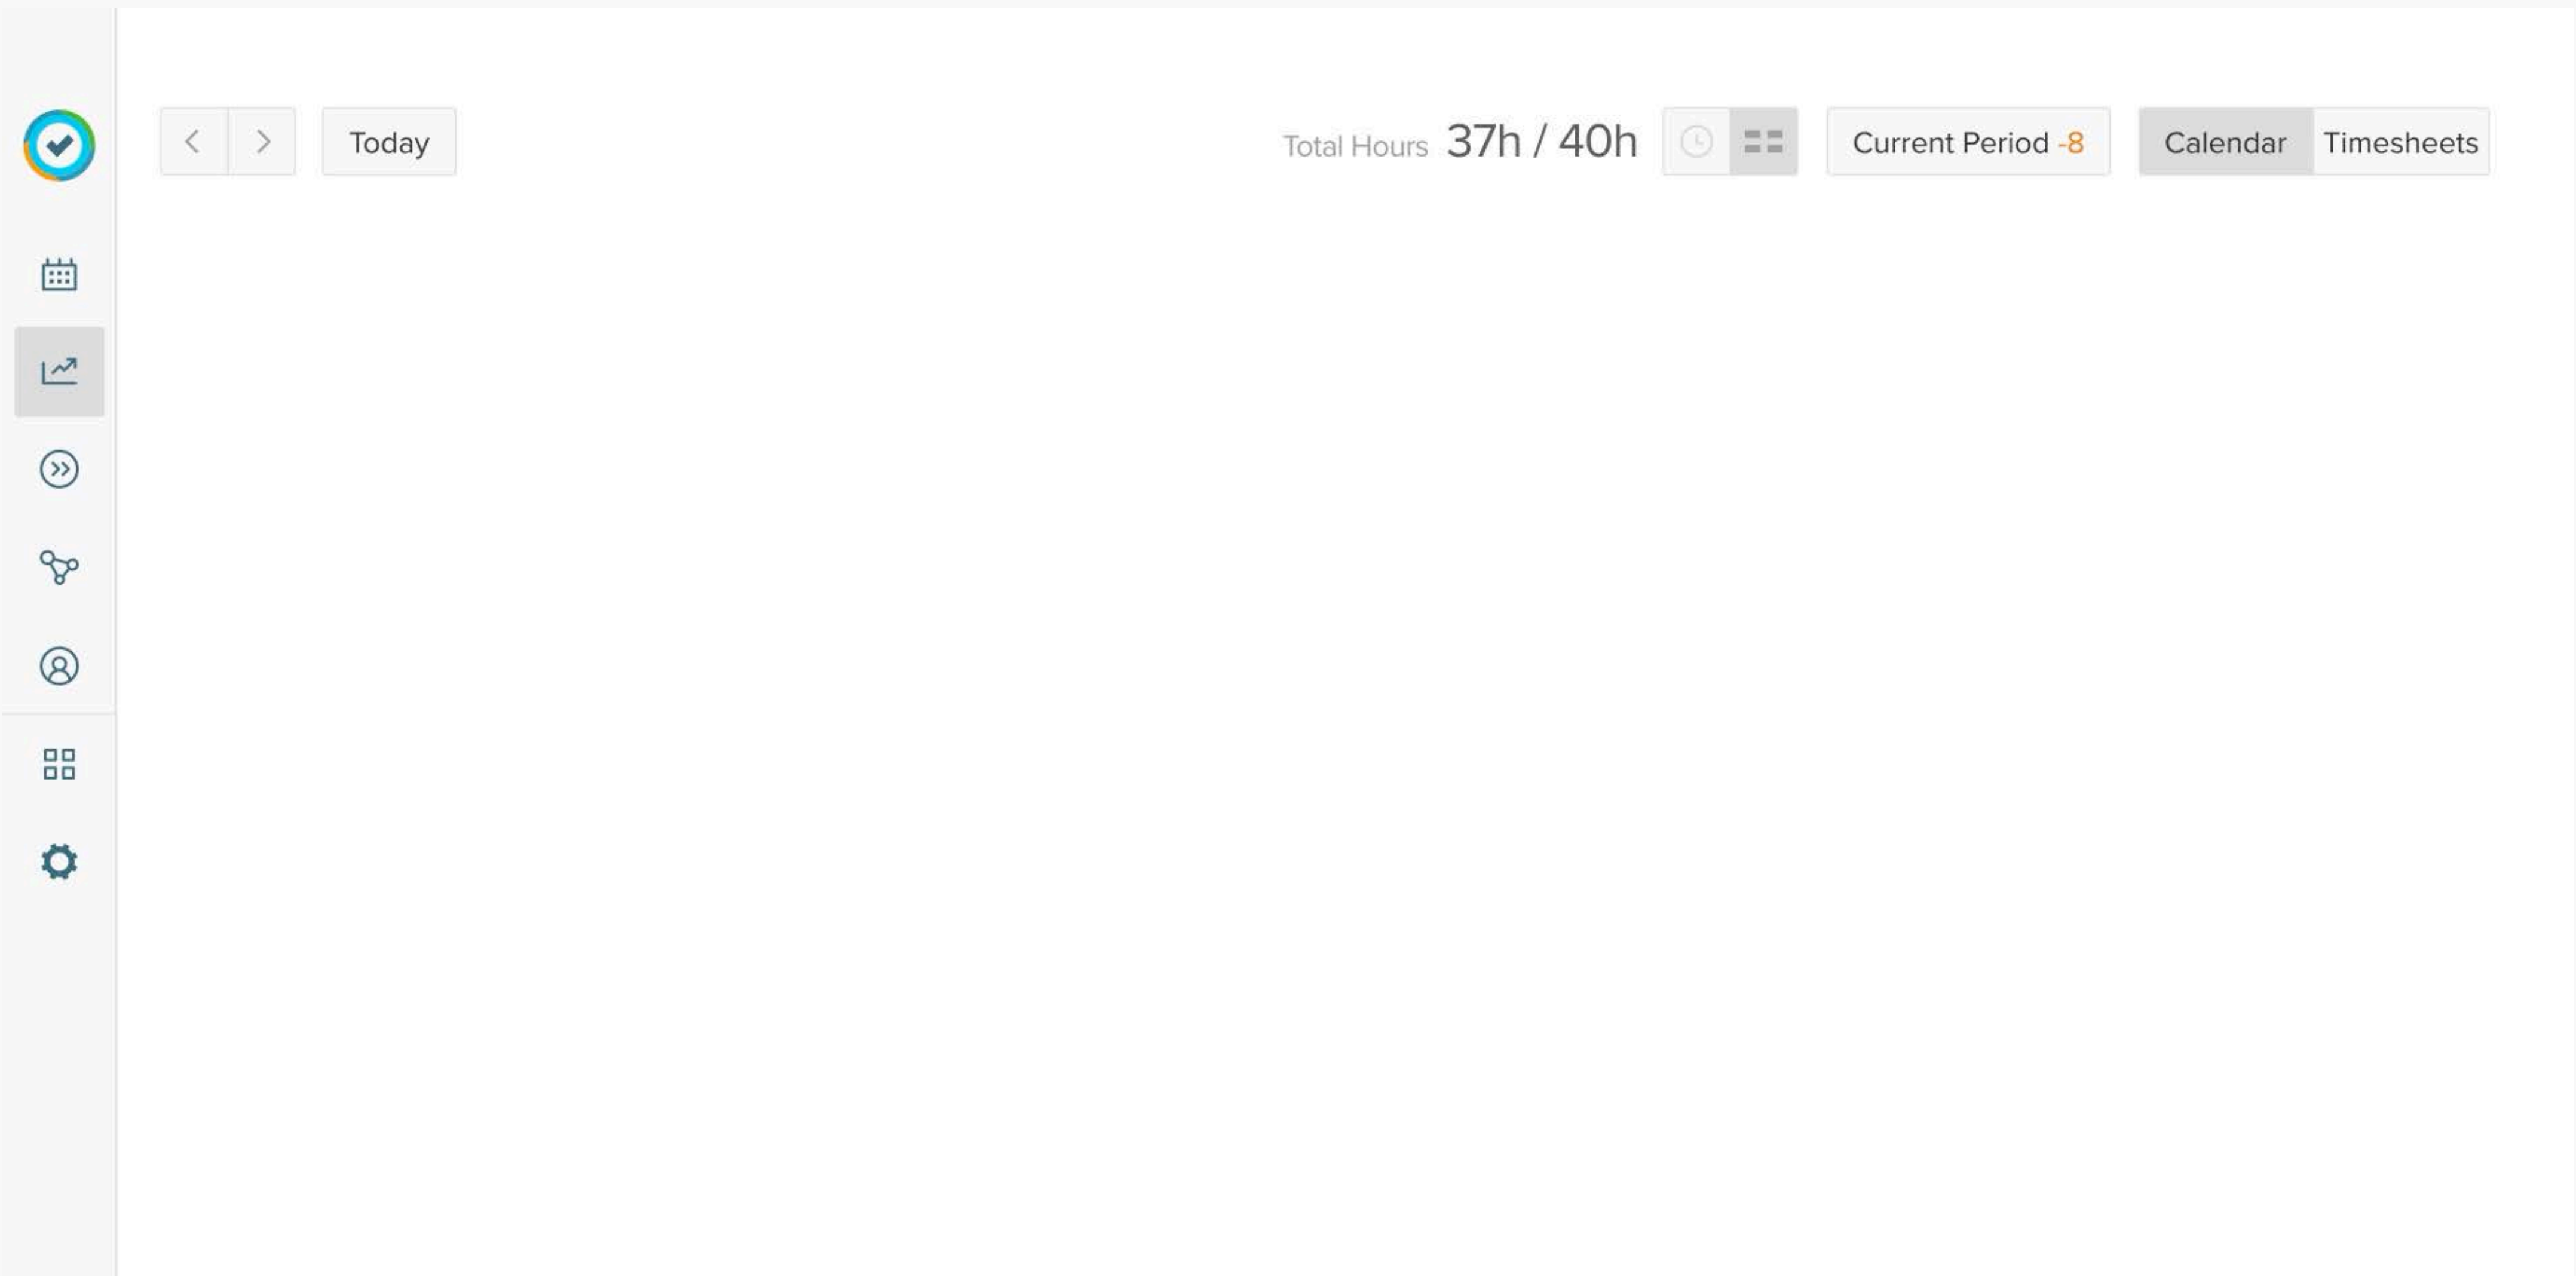 Today
Total Hours 37h / 40h
Current Period -8
Calendar
Timesheets